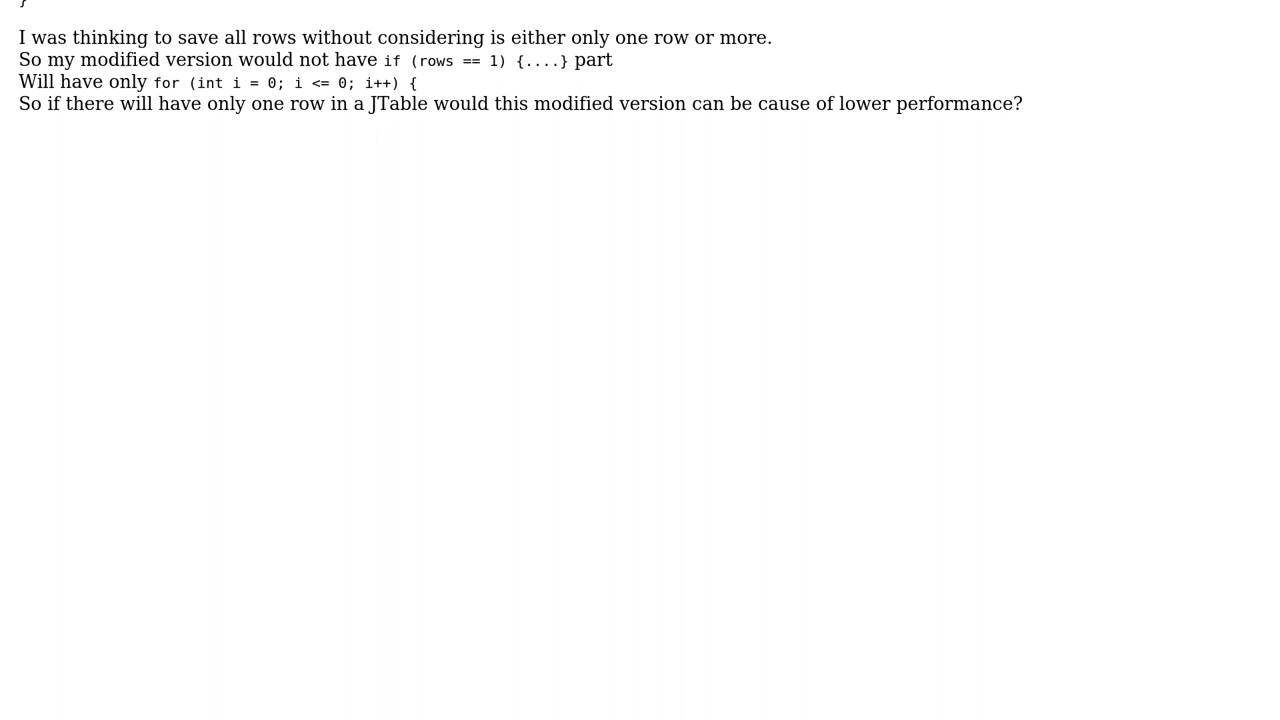 }
I was thinking to save all rows without considering is either only one row or more.
So my modified version would not have if (rows == 1) {....} part
Will have only for (int i = 0; i <= 0; i++) {
So if there will have only one row in a JTable would this modified version can be cause of lower performance?